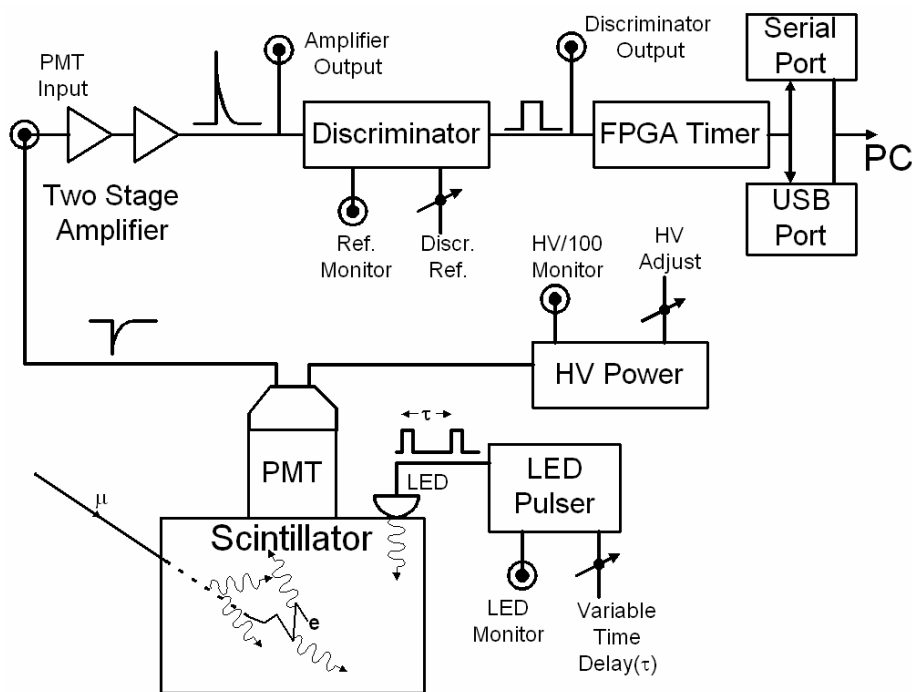 PMT
Input
Amplifier
Output
Discriminator
Output
Serial
Port
Discriminator
FPGA Timer
PC
Two Stage
Amplifier
USB
Port
Ref.
Monitor
Discr.
Ref.
HV/100
Monitor
HV
Adjust
HV Power
τ
PMT
LED
LED
Pulser
μ
Scintillator
e
LED
Monitor
Variable
Time
Delay(τ)